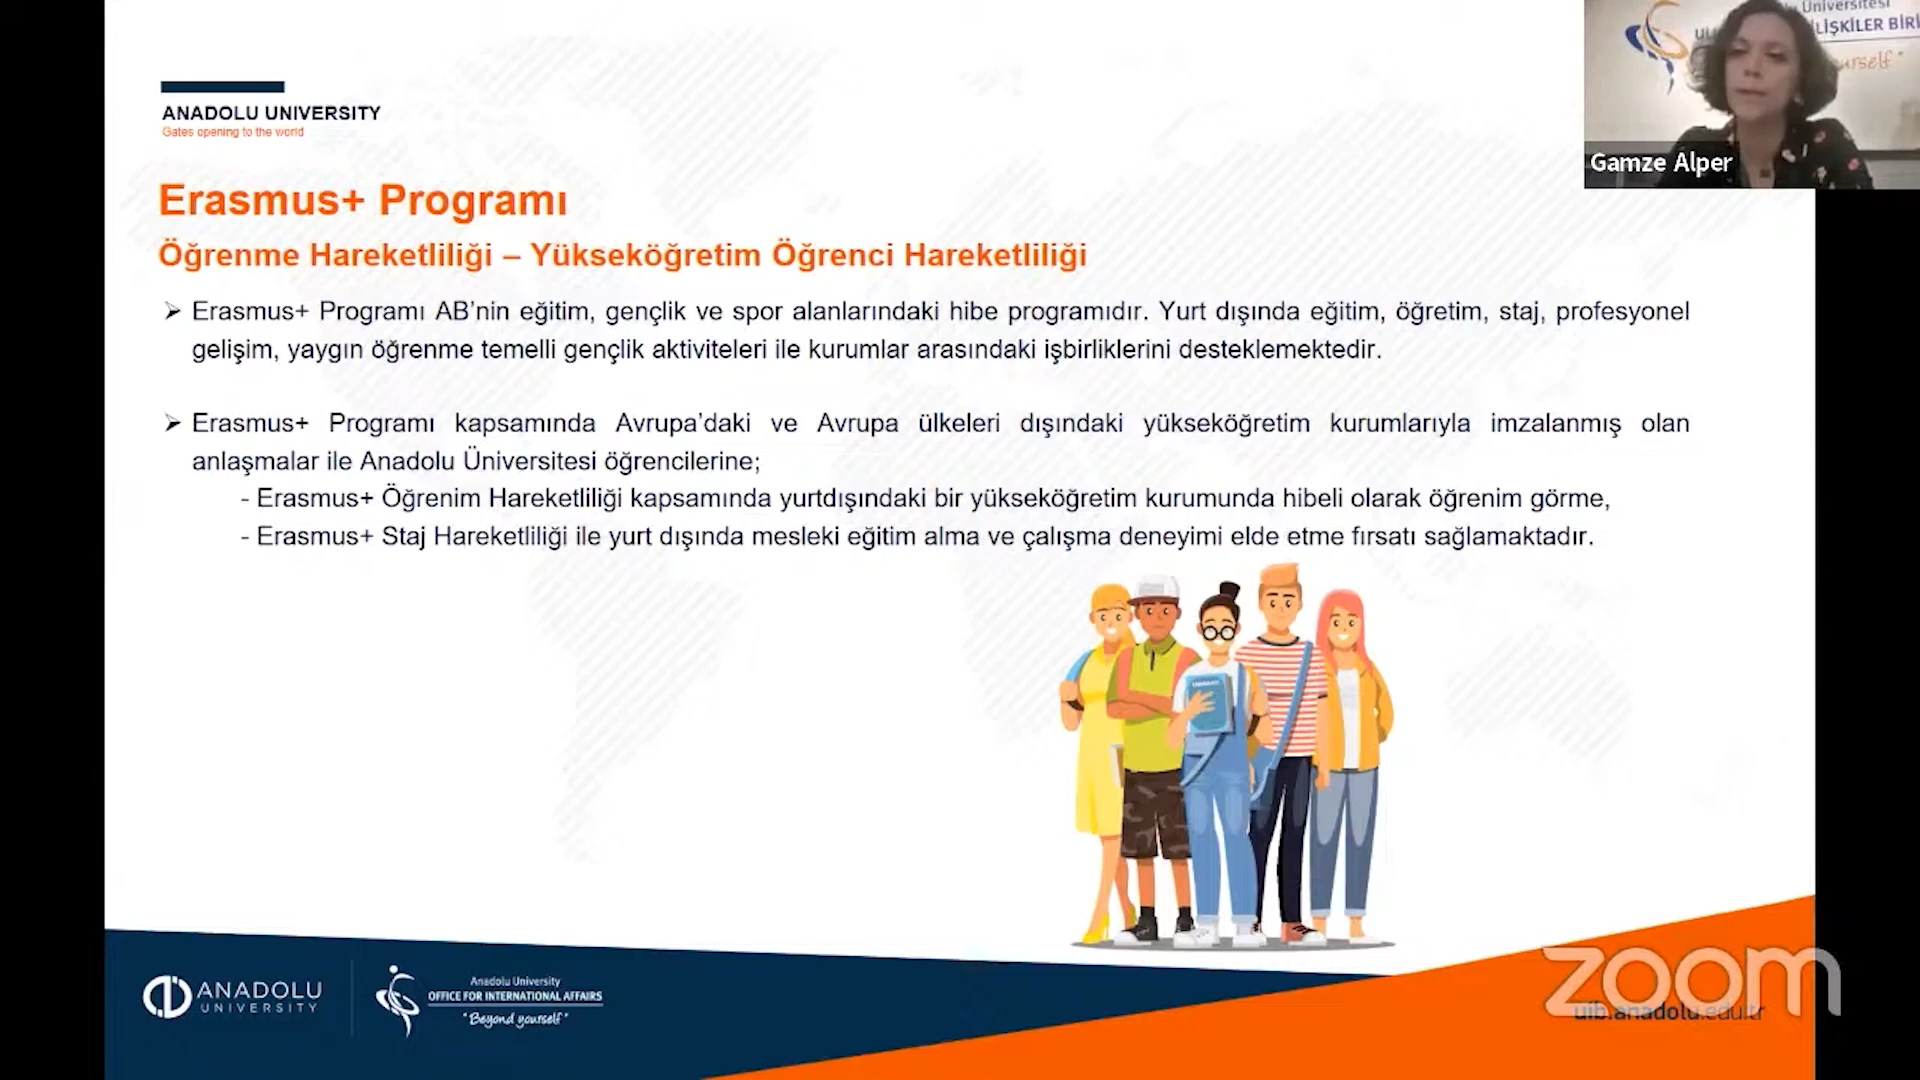 ANADOLU UNIVERSITY
Gates opening to the world
Erasmus+ Programı
Öğrenme Hareketliliği – Yükseköğretim Öğrenci Hareketliliği
➢ Erasmus+ Programı AB’nin eğitim, gençlik ve spor alanlarındaki hibe programıdır. Yurt dışında eğitim, öğretim, staj, profesyonel
gelişim, yaygın öğrenme temelli gençlik aktiviteleri ile kurumlar arasındaki işbirliklerini desteklemektedir.
➢ Erasmus+ Programı kapsamında Avrupa’daki ve Avrupa ülkeleri dışındaki yükseköğretim kurumlarıyla imzalanmış olan
anlaşmalar ile Anadolu Üniversitesi öğrencilerine;
- Erasmus+ Öğrenim Hareketliliği kapsamında yurtdışındaki bir yükseköğretim kurumunda hibeli olarak öğrenim görme,
- Erasmus+ Staj Hareketliliği ile yurt dışında mesleki eğitim alma ve çalışma deneyimi elde etme fırsatı sağlamaktadır.
Üniversitesi
Gamze Alper
ANADOLU
UNIVERSITY
Anadolu University
OFFICE FOR INTERNATIONAL AFFAIRS
"Beyond yourself"
zoom
uib.anadolu.edu.tr